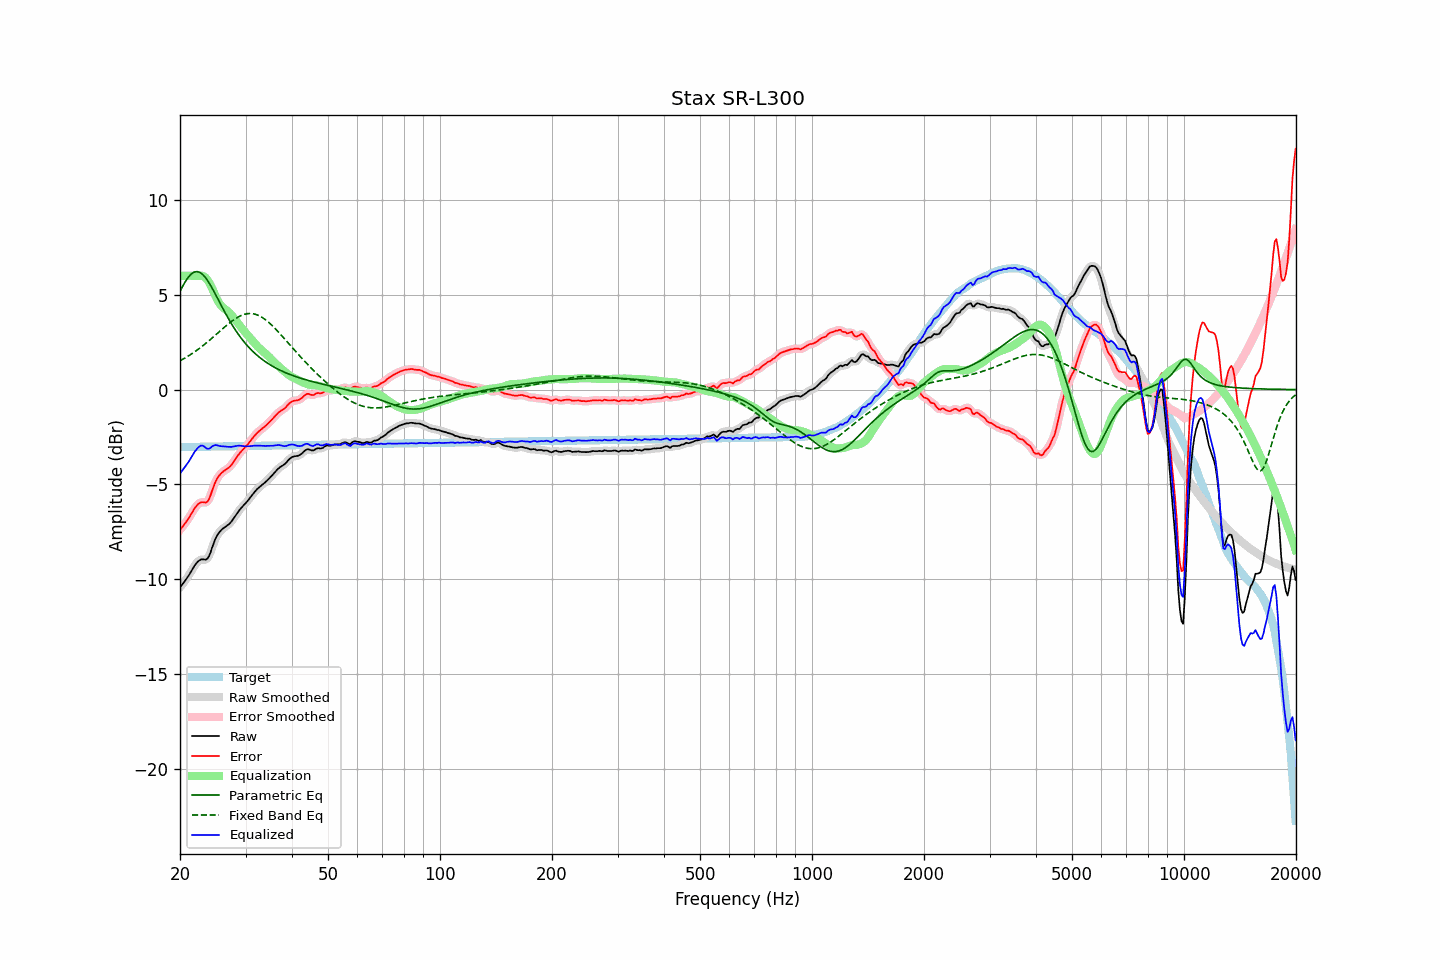 Stax SR-L300
Amplitude (dBr)
10
5
0
−5
−10
−15
−20
Target
Raw Smoothed
Error Smoothed
Raw
Error
Equalization
Parametric Eq
Fixed Band Eq
Equalized
20 50 100 200 500 1000 2000 5000 10000 20000
Frequency (Hz)